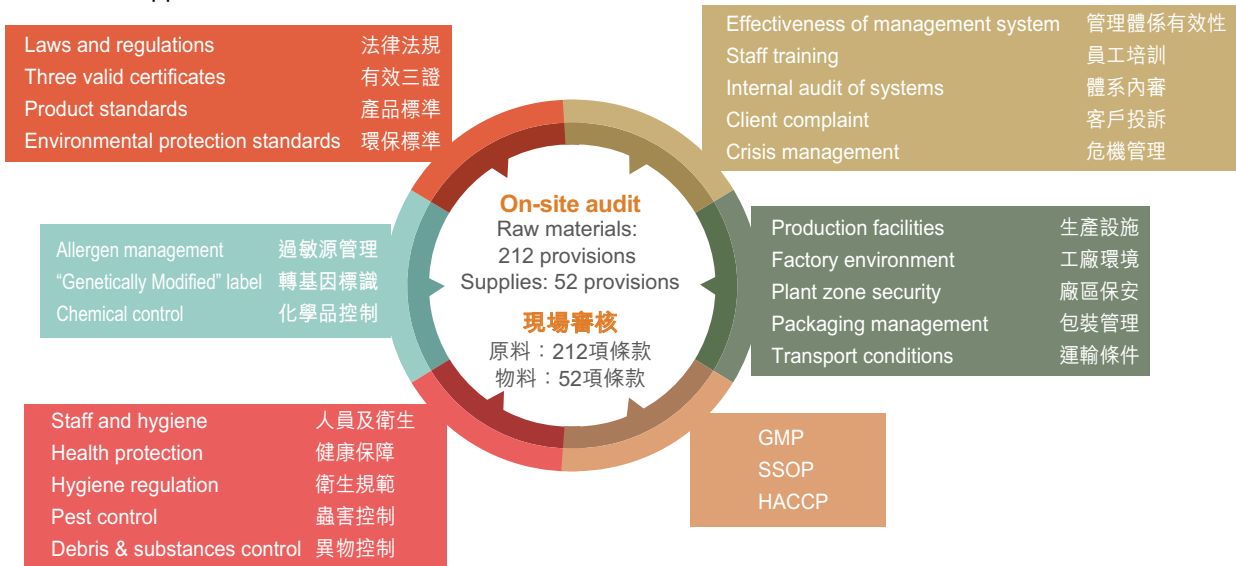 Laws and regulations 法律法規
Three valid certificates 有效三證
Product standards 產品標準
Environmental protection standards 環保標準
Effectiveness of management system 管理體係有效性
Staff training 員工培訓
Internal audit of systems 體系內審
Client complaint 客戶投訴
Crisis management 危機管理
Allergen management 過敏源管理
“Genetically Modified” label 轉基因標識
Chemical control 化學品控制
On-site audit
Raw materials:
212 provisions
Supplies: 52 provisions
現場審核
原料：212項條款
物料：52項條款
Production facilities 生產設施
Factory environment 工廠環境
Plant zone security 廠區保安
Packaging management 包裝管理
Transport conditions 運輸條件
Staff and hygiene 人員及衛生
Health protection 健康保障
Hygiene regulation 衛生規範
Pest control 蟲害控制
Debris & substances control 異物控制
GMP
SSOP
HACCP